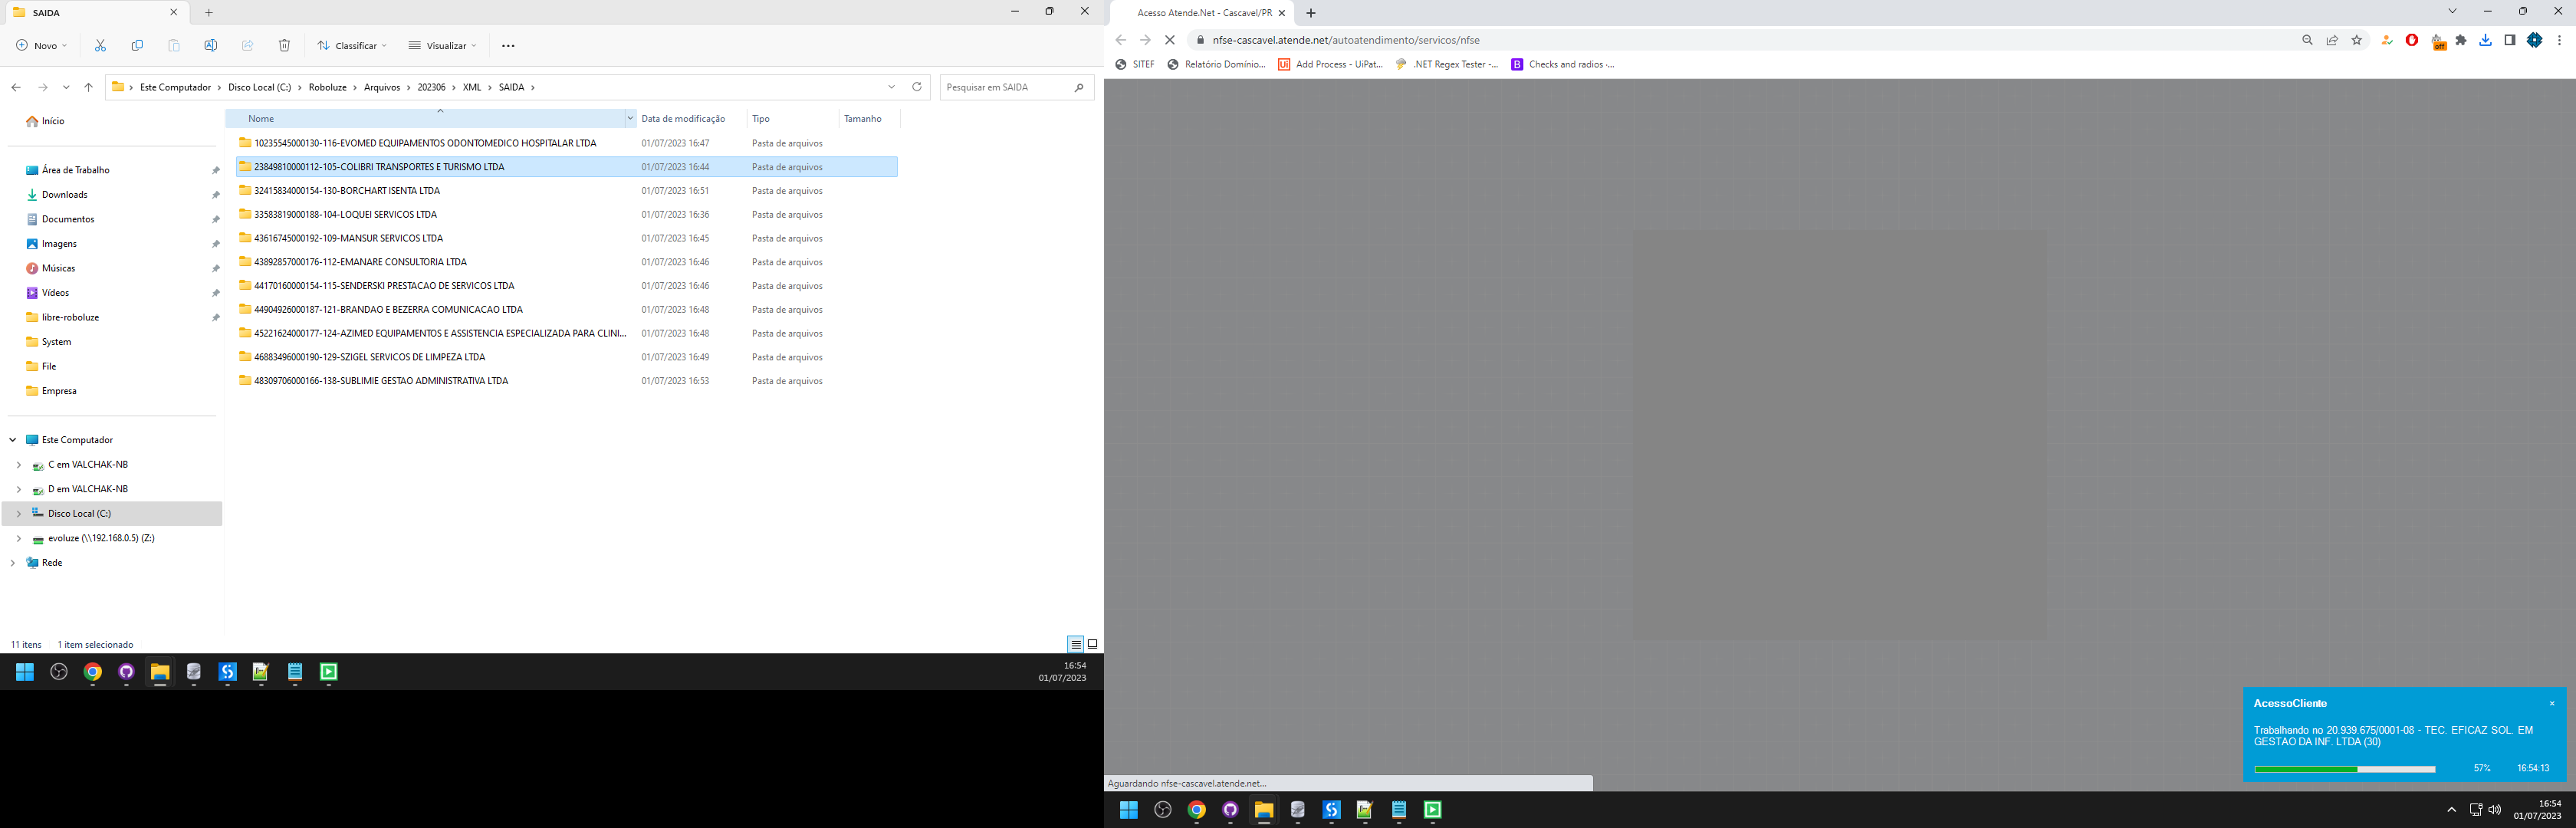 SAIDA
Novo
Classificar
Visualizar
Este Computador > Disco Local (C:) > Roboluze > Arquivos > 202306 > XML > SAIDA >
Pesquisar em SAIDA
Início
Área de Trabalho
Downloads
Documentos
Imagens
Músicas
Vídeos
libre-roboluze
System
File
Empresa
Este Computador
C em VALCHAK-NB
D em VALCHAK-NB
Disco Local (C:)
evoluze (\\192.168.0.5) (Z:)
Rede
Nome Data de modificação Tipo Tamanho
10235545000130-116-EVOMED EQUIPAMENTOS ODONTOMEDICO HOSPITALAR LTDA 01/07/2023 16:47 Pasta de arquivos
23849810000112-105-COLIBRI TRANSPORTES E TURISMO LTDA 01/07/2023 16:44 Pasta de arquivos
32415834000154-130-BORCHART ISENTA LTDA 01/07/2023 16:51 Pasta de arquivos
33583819000188-104-LOQUEI SERVICOS LTDA 01/07/2023 16:36 Pasta de arquivos
43616745000192-109-MANSUR SERVICOS LTDA 01/07/2023 16:45 Pasta de arquivos
43892857000176-112-EMANARE CONSULTORIA LTDA 01/07/2023 16:46 Pasta de arquivos
44170160000154-115-SENDERSKI PRESTACAO DE SERVICOS LTDA 01/07/2023 16:46 Pasta de arquivos
44904926000187-121-BRANDAO E BEZERRA COMUNICACAO LTDA 01/07/2023 16:48 Pasta de arquivos
45221624000177-124-AZIMED EQUIPAMENTOS E ASSISTENCIA ESPECIALIZADA PARA CLINI... 01/07/2023 16:48 Pasta de arquivos
46883496000190-129-SZIGEL SERVICOS DE LIMPEZA LTDA 01/07/2023 16:49 Pasta de arquivos
48309706000166-138-SUBLIMIE GESTAO ADMINISTRATIVA LTDA 01/07/2023 16:53 Pasta de arquivos
11 itens 1 item selecionado
16:54
01/07/2023
Acesso Atende.Net - Cascavel/PR
nfse-cascavel.atende.net/autoatendimento/servicos/nfse
off
SITEF
Relatório Domínio...
Ui Add Process - UiPat...
.NET Regex Tester -...
B Checks and radios ·...
AcessoCliente
Trabalhando no 20.939.675/0001-08 - TEC. EFICAZ SOL. EM
GESTAO DA INF. LTDA (30)
57% 16:54:13
Aguardando nfse-cascavel.atende.net...
16:54
01/07/2023